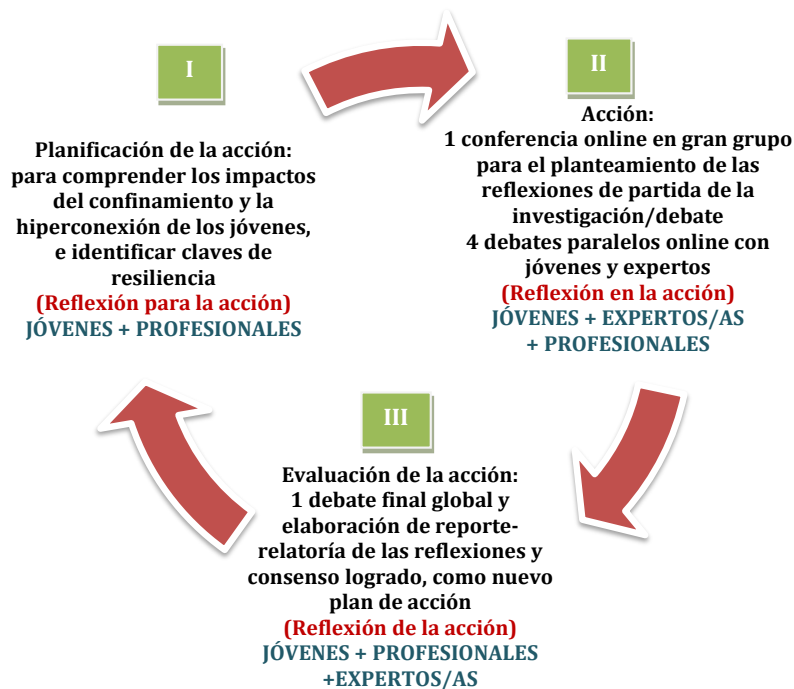 I
Planificación de la acción:
para comprender los impactos
del confinamiento y la
hiperconexión de los jóvenes,
e identificar claves de
resiliencia
(Reflexión para la acción)
JÓVENES + PROFESIONALES
II
Acción:
1 conferencia online en gran grupo
para el planteamiento de las
reflexiones de partida de la
investigación/debate
4 debates paralelos online con
jóvenes y expertos
(Reflexión en la acción)
JÓVENES + EXPERTOS/AS
+ PROFESIONALES
III
Evaluación de la acción:
1 debate final global y
elaboración de reporte-
relatoría de las reflexiones y
consenso logrado, como nuevo
plan de acción
(Reflexión de la acción)
JÓVENES + PROFESIONALES
+EXPERTOS/AS